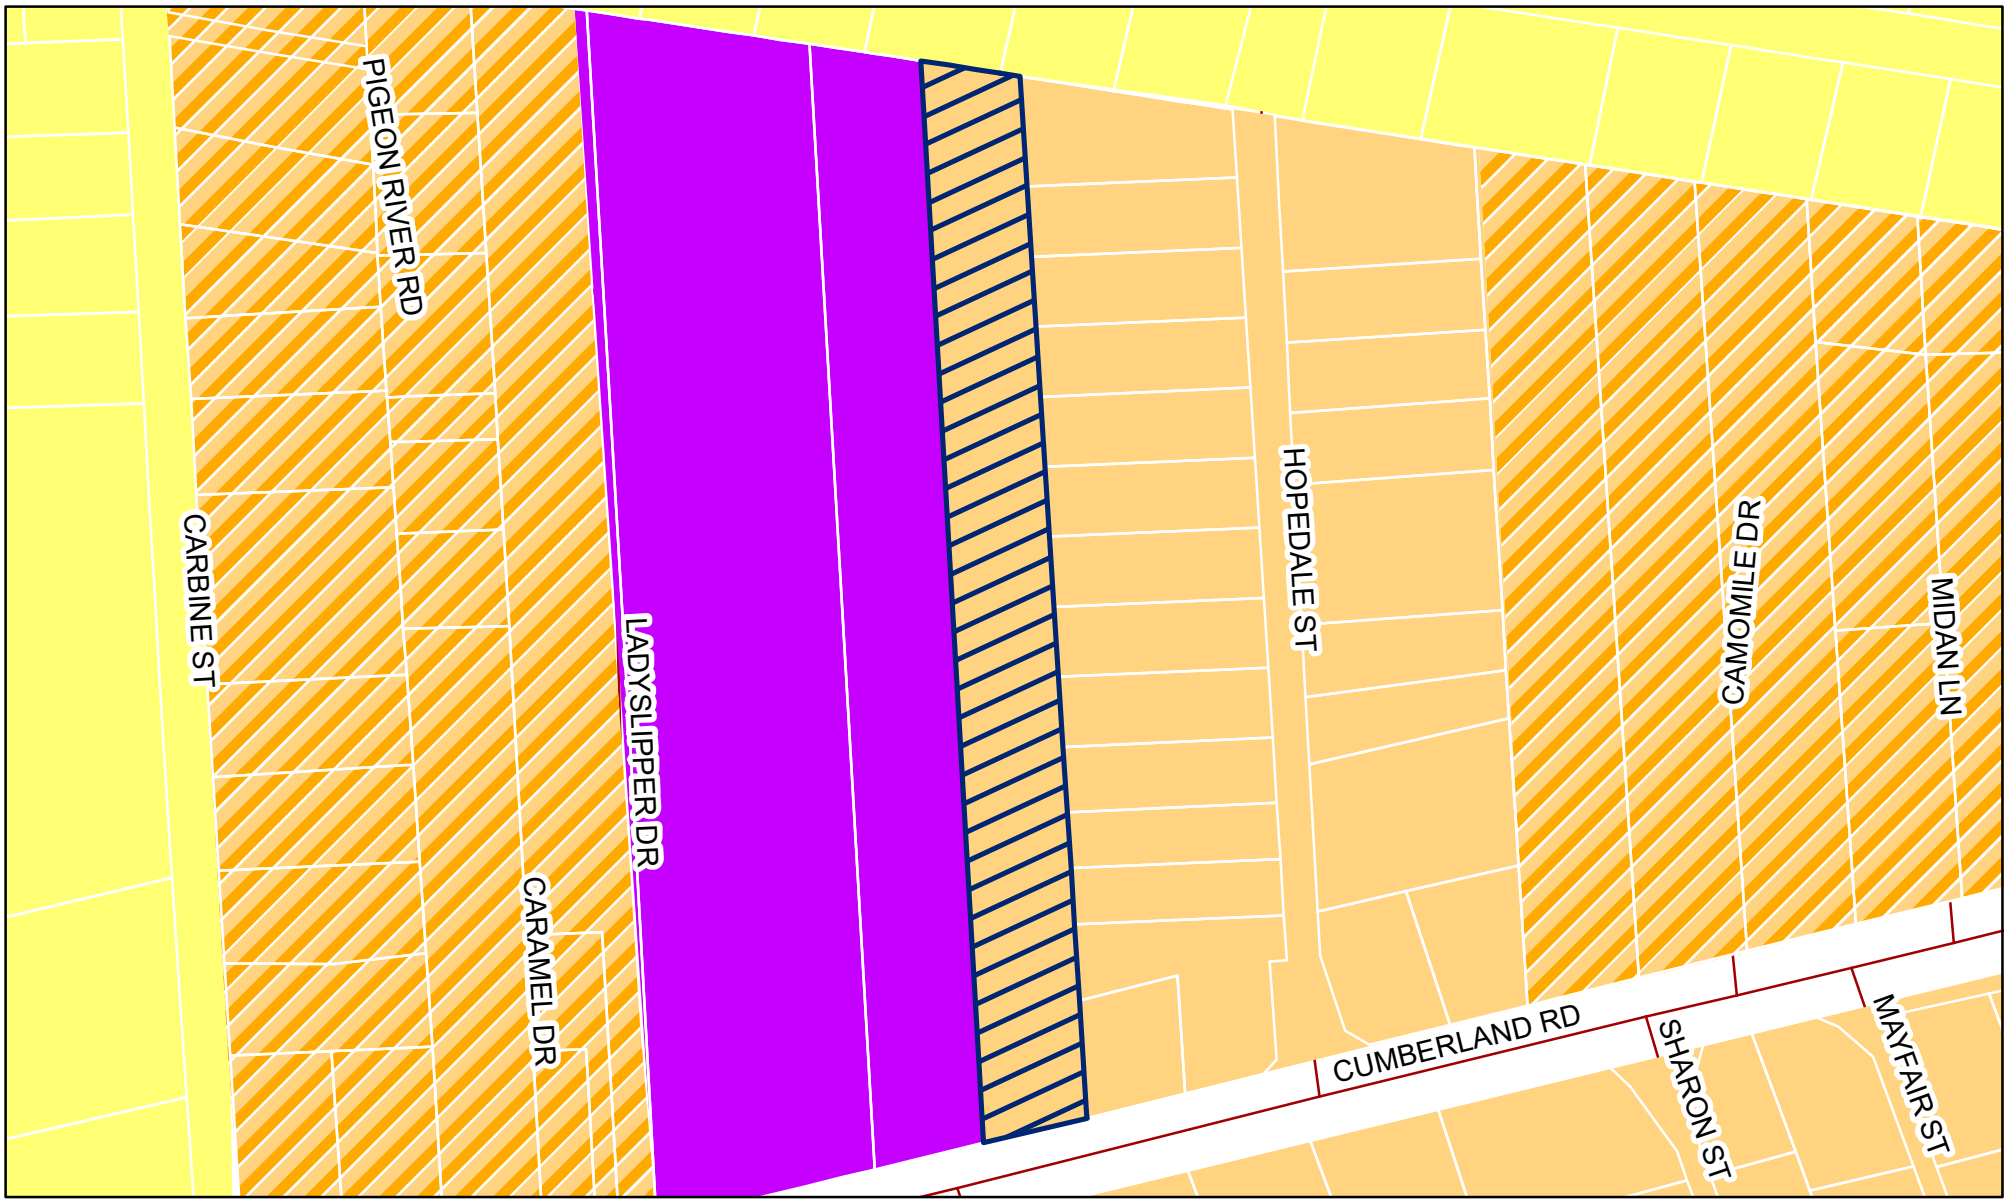 PIGEON RIVER RD
CARBINE ST
LADYSLIPPER DR
CARAMEL DR
HOPEDALE ST
CAMOMILE DR
MIDAN LN
CUMBERLAND RD
SHARON ST
MAYFAIR ST